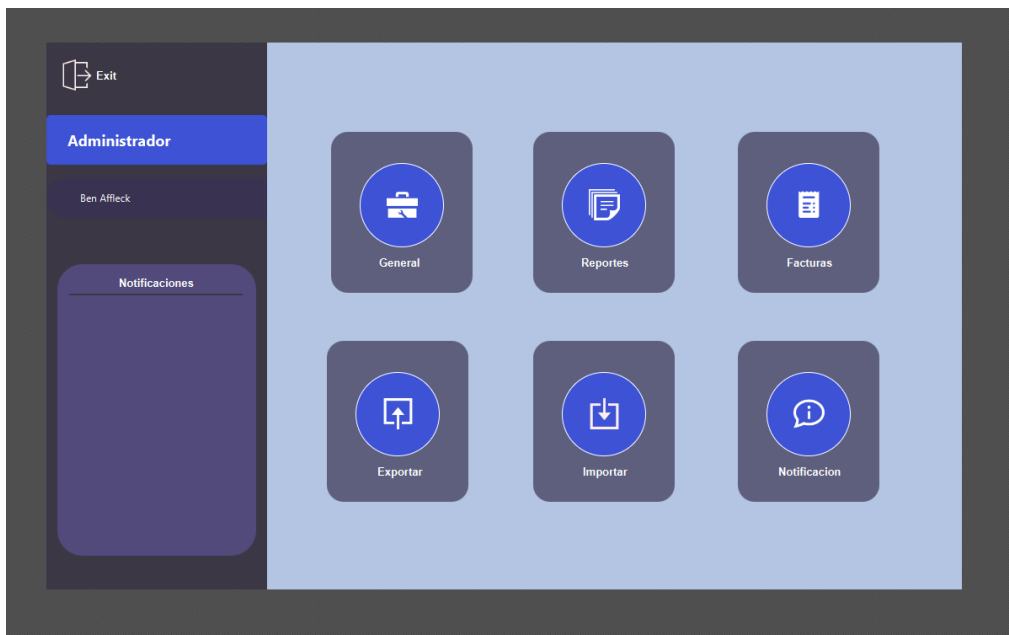 Exit
Administrador
Ben Affleck
Notificaciones
General
Reportes
Facturas
Exportar
Importar
Notificacion